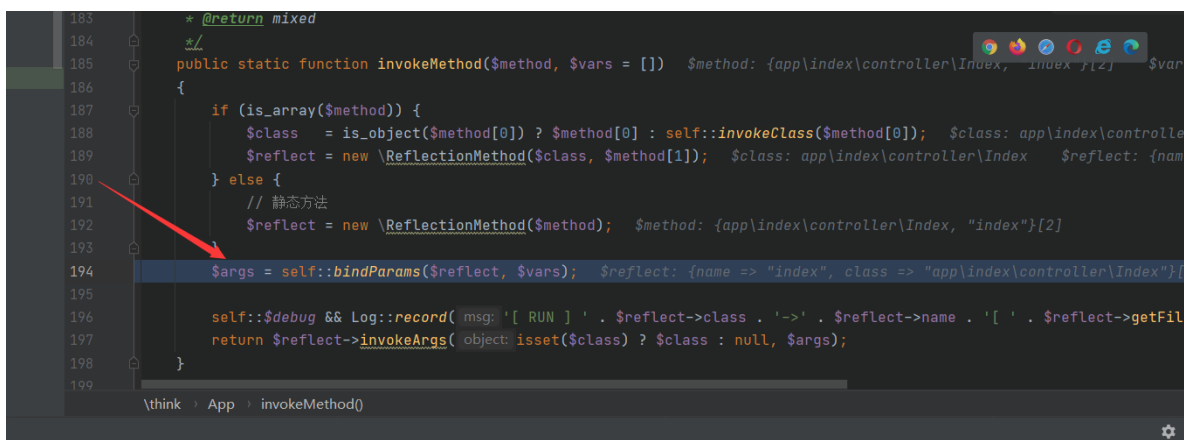 183 * @return mixed
184 */
185 public static function invokeMethod($method, $vars = []) $method: {app\index\controller\Index, "index"}[2] $var
186 {
187 if (is_array($method)) {
188 $class = is_object($method[0]) ? $method[0] : self::invokeClass($method[0]); $class: app\index\controlle
189 $reflect = new \ReflectionMethod($class, $method[1]); $class: app\index\controller\Index $reflect: {nam
190 } else {
191 // 静态方法
192 $reflect = new \ReflectionMethod($method); $method: {app\index\controller\Index, "index"}[2]
193 }
194 $args = self::bindParams($reflect, $vars); $reflect: {name => "index", class => "app\index\controller\Index"}[
195
196 self::$debug && Log::record( msg: '[ RUN ] ' . $reflect->class . '->' . $reflect->name . '[ ' . $reflect->getFil
197 return $reflect->invokeArgs( object: isset($class) ? $class : null, $args);
198 }
199
\think › App › invokeMethod()